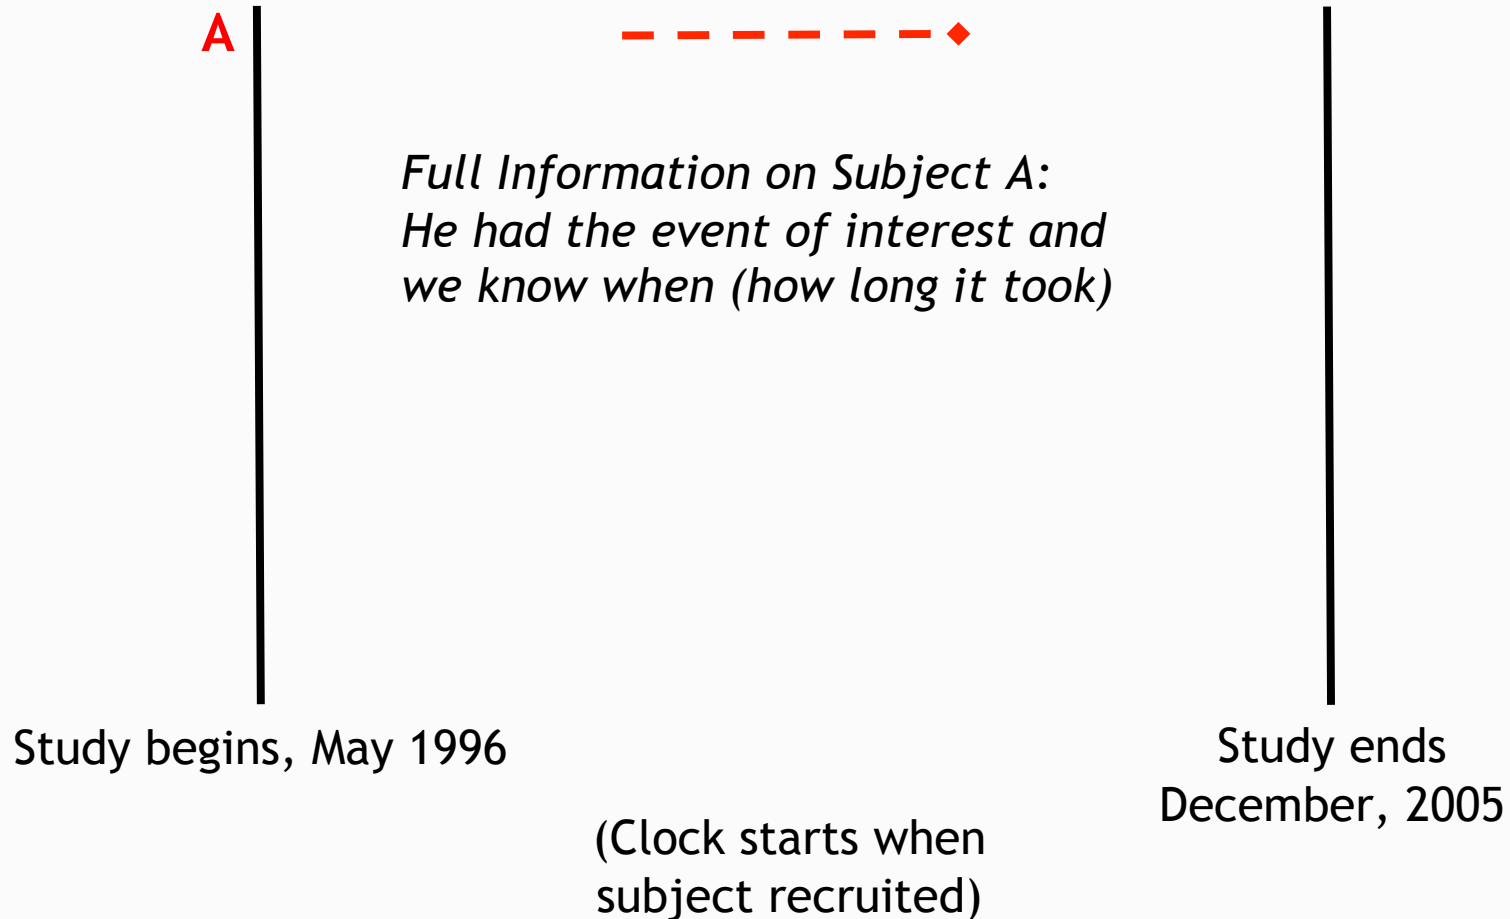 A
Full Information on Subject A:
He had the event of interest and
we know when (how long it took)
Study begins, May 1996
Study ends
December, 2005
(Clock starts when
subject recruited)